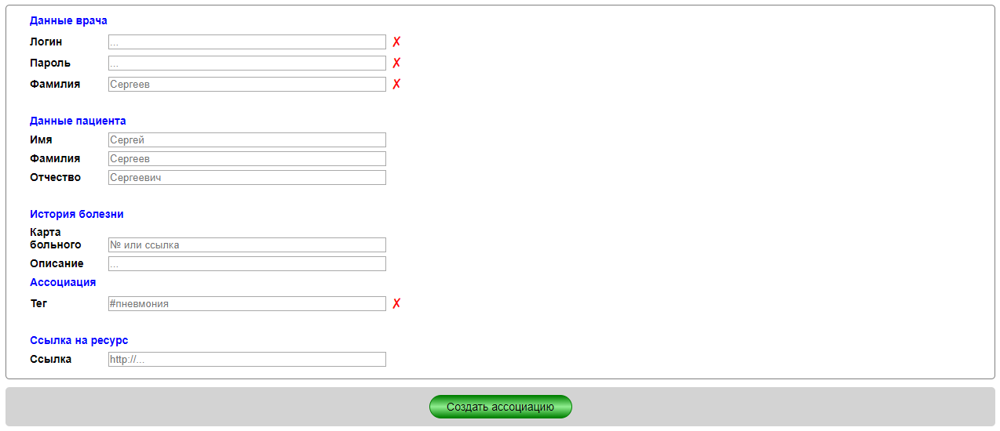 Данные врача
Логин ... ✗
Пароль ... ✗
Фамилия Сергеев ✗
Данные пациента
Имя Сергей
Фамилия Сергеев
Отчество Сергеевич
История болезни
Карта
больного № или ссылка
Описание ...
Ассоциация
Тег #пневмония ✗
Ссылка на ресурс
Ссылка http://...
Создать ассоциацию